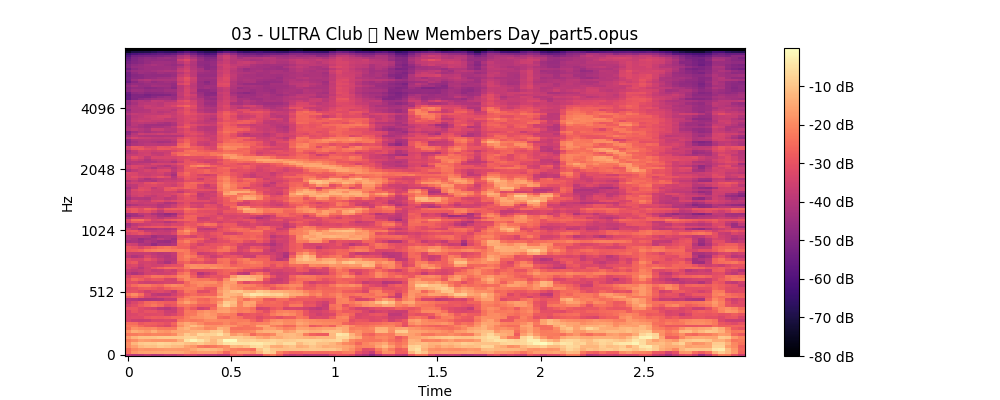 03 - ULTRA Club ▯ New Members Day_part5.opus
Hz
4096
2048
1024
512
0
0
0.5
1
1.5
2
2.5
Time
-10 dB
-20 dB
-30 dB
-40 dB
-50 dB
-60 dB
-70 dB
-80 dB